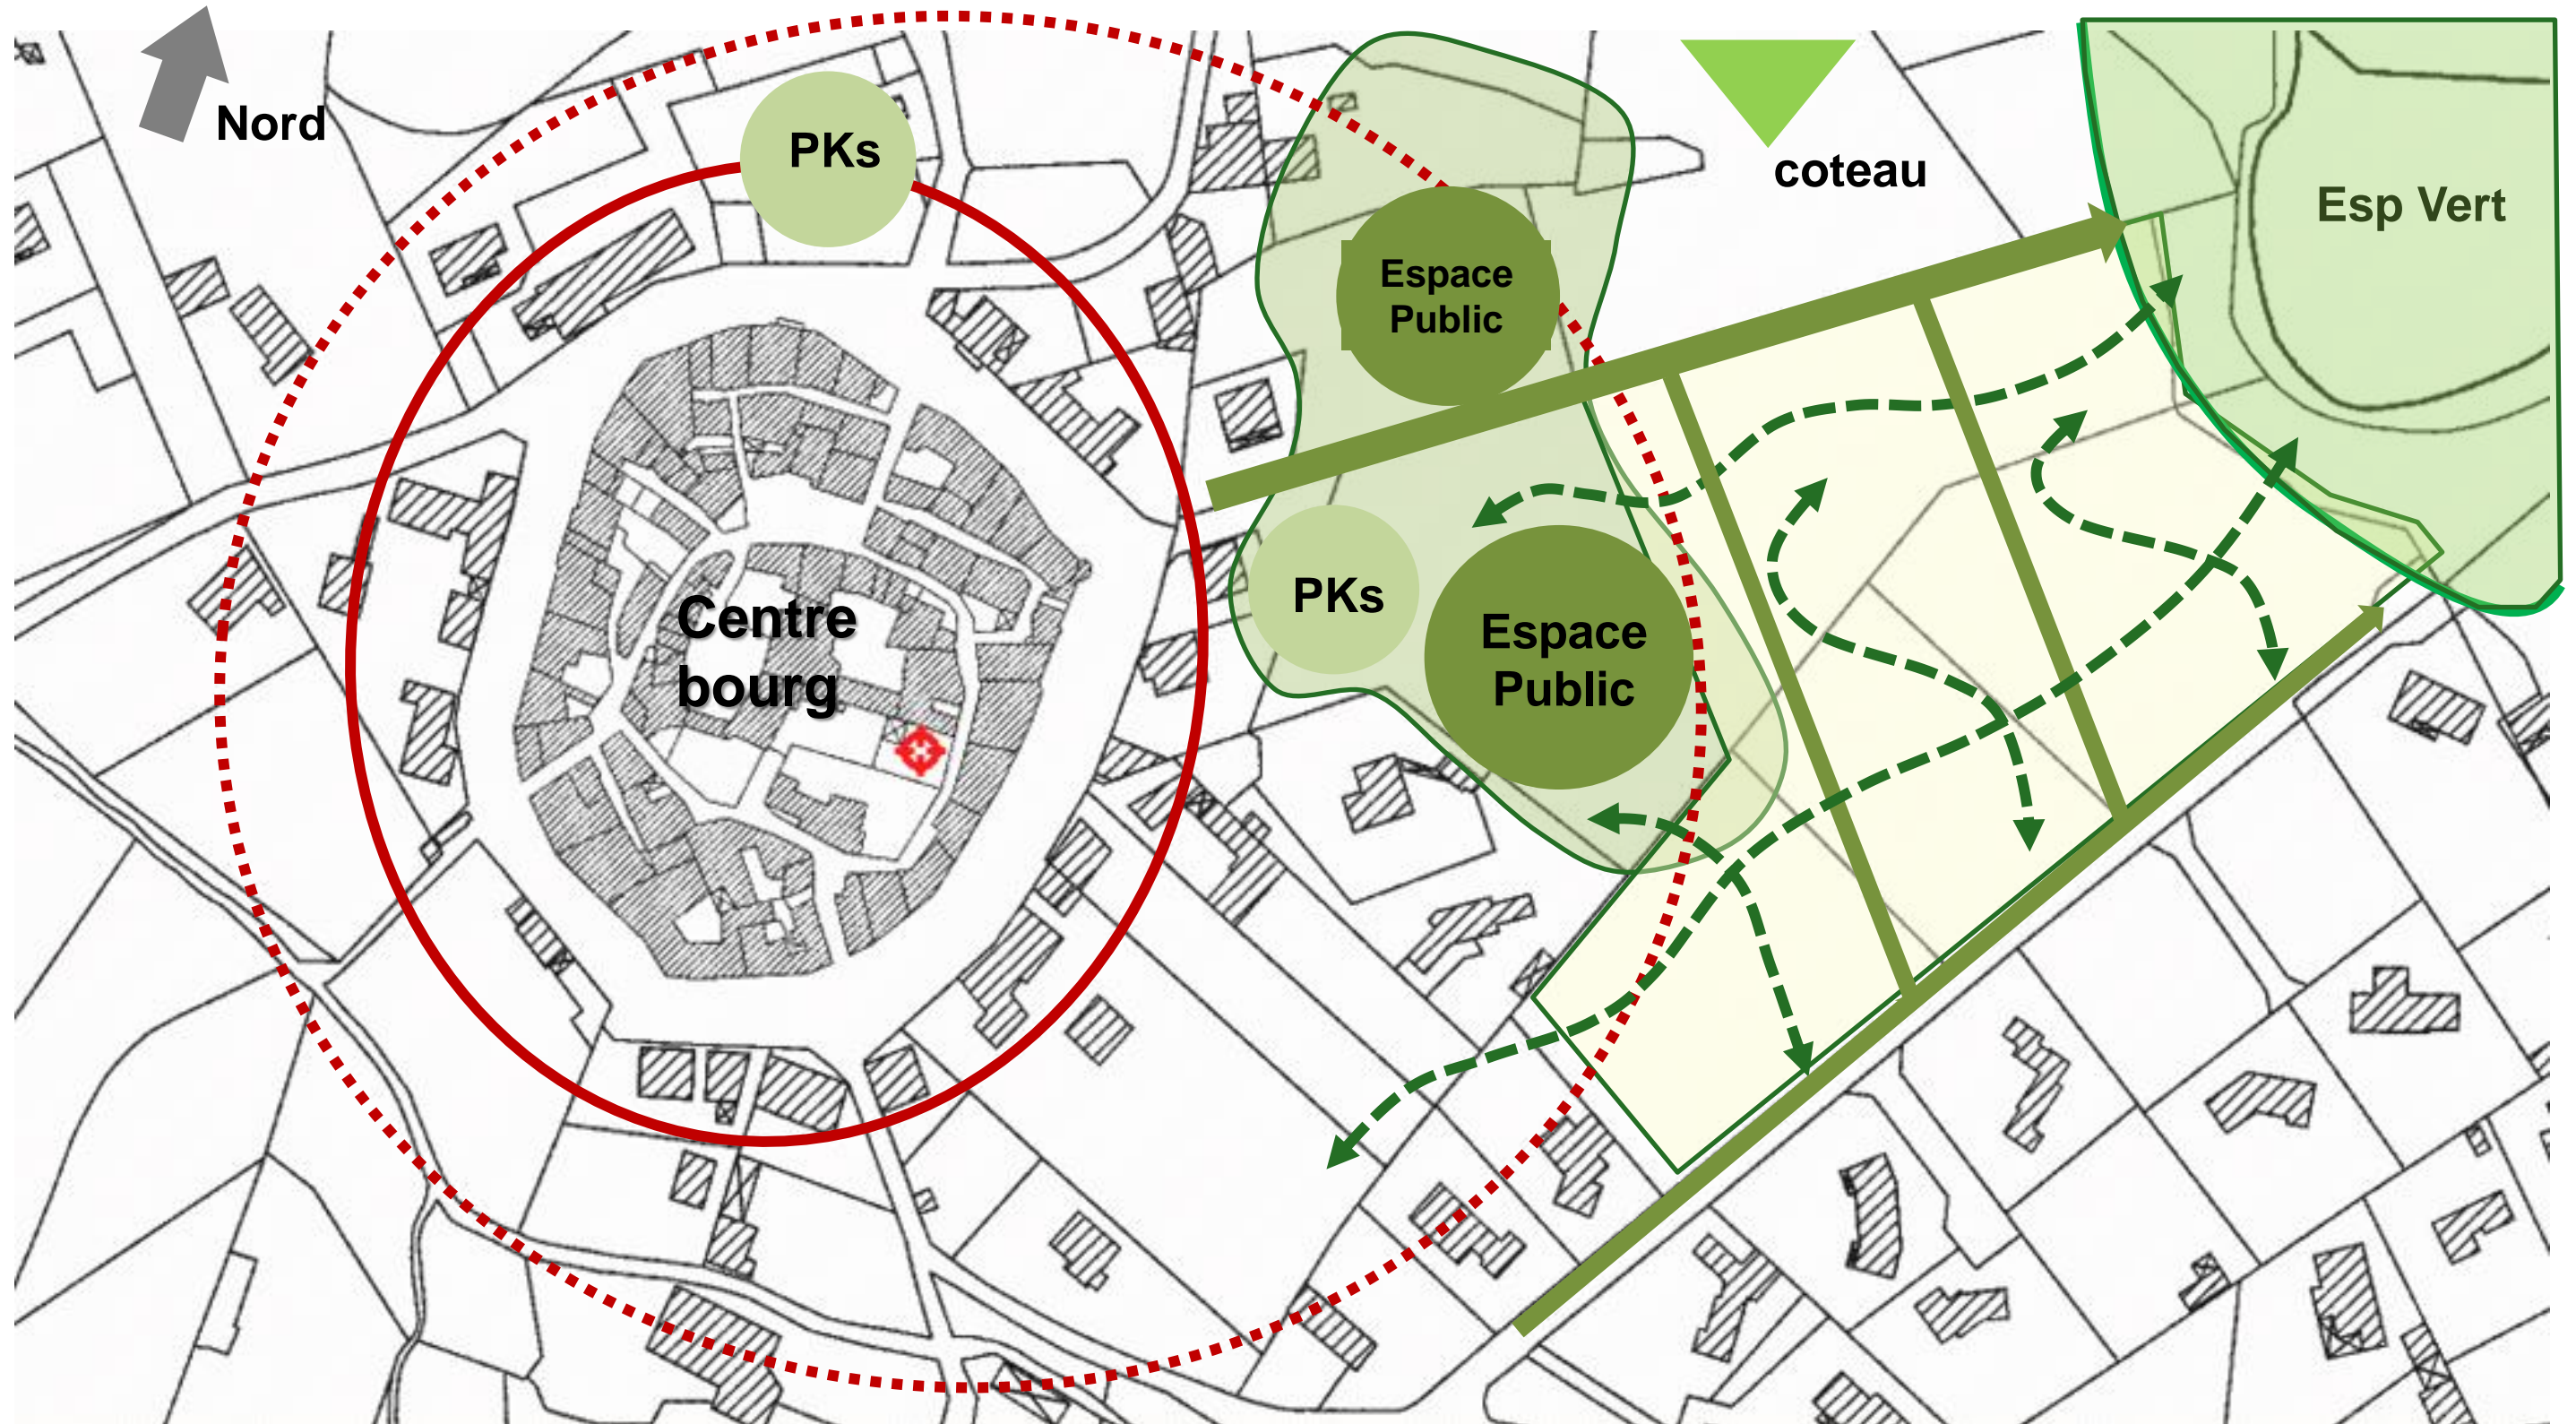 Nord
PKs
coteau
Esp Vert
Espace
Public
PKs
Espace
Public
Centre
bourg